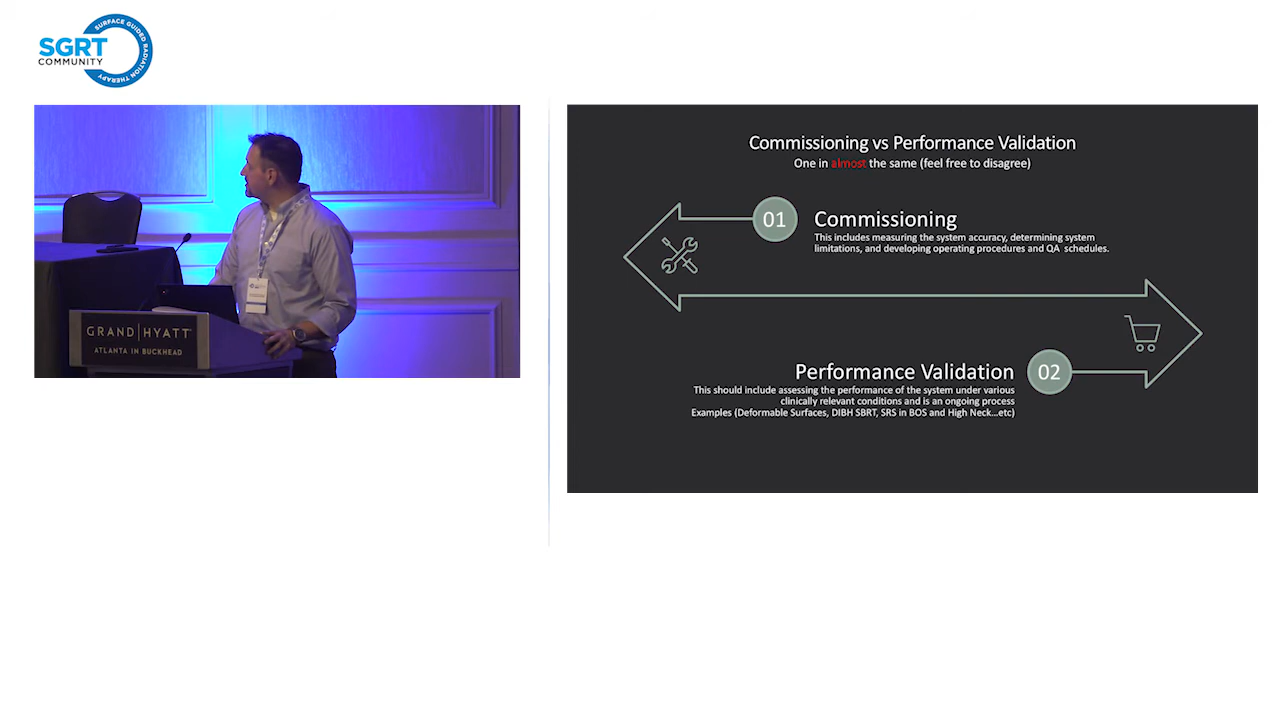 SURFACE GUIDED RADIATION THERAPY
SGRT
COMMUNITY
GRAND HYATT
ATLANTA IN BUCKHEAD
Commissioning vs Performance Validation
One in almost the same (feel free to disagree)
01
Commissioning
This includes measuring the system accuracy, determining system
limitations, and developing operating procedures and QA schedules.
Performance Validation
02
This should include assessing the performance of the system under various
clinically relevant conditions and is an ongoing process
Examples (Deformable Surfaces, DIBH SBRT, SRS in BOS and High Neck...etc)